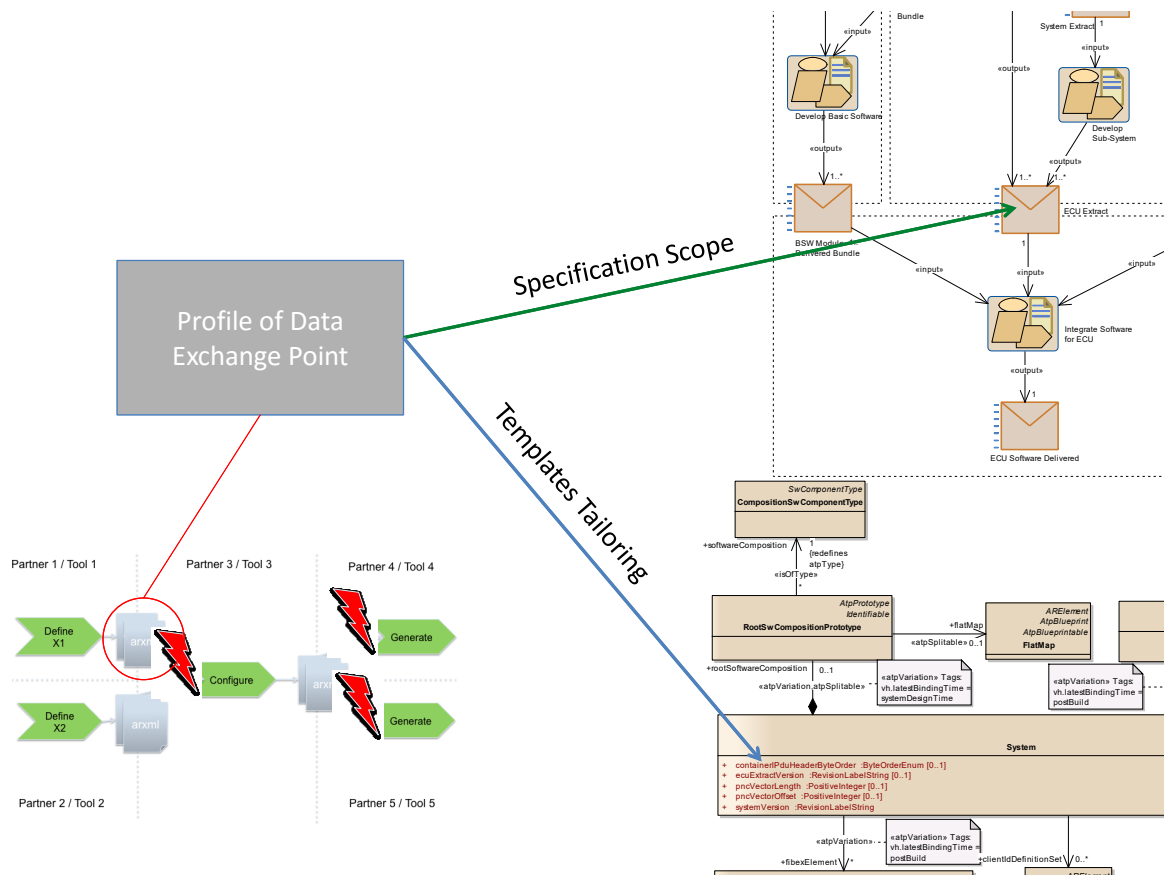 Bundle
System Extract
1
«input»
«input»
«output»
Develop Basic Software
Develop
Sub-System
«output»
«output»
1..*
1..*
1..*
ECU Extract
BSW Module
Delivered Bundle
1
«input»
«input»
«input»
Integrate Software
for ECU
«output»
1
ECU Software Delivered
Specification Scope
Profile of Data
Exchange Point
Templates Tailoring
Partner 1 / Tool 1
Partner 3 / Tool 3
Partner 4 / Tool 4
Define
X1
Generate
Configure
Define
X2
arxml
Generate
Partner 2 / Tool 2
Partner 5 / Tool 5
SwComponentType
CompositionSwComponentType
+softwareComposition
1
{redefines
atpType}
«isOfType»
*
AtpPrototype
Identifiable
RootSwCompositionPrototype
+flatMap
«atpSplitable»
0..1
ARElement
AtpBlueprint
AtpBlueprintable
FlatMap
+rootSoftwareComposition
0..1
«atpVariation,atpSplitable»
«atpVariation» Tags:
vh.latestBindingTime =
systemDesignTime
«atpVariation» Tags:
vh.latestBindingTime =
postBuild
System
+ containerIPduHeaderByteOrder :ByteOrderEnum [0..1]
+ ecuExtractVersion :RevisionLabelString [0..1]
+ pncVectorLength :PositiveInteger [0..1]
+ pncVectorOffset :PositiveInteger [0..1]
+ systemVersion :RevisionLabelString
«atpVariation»
«atpVariation» Tags:
vh.latestBindingTime =
postBuild
+fibexElement
*
+clientIdDefinitionSet
0..*